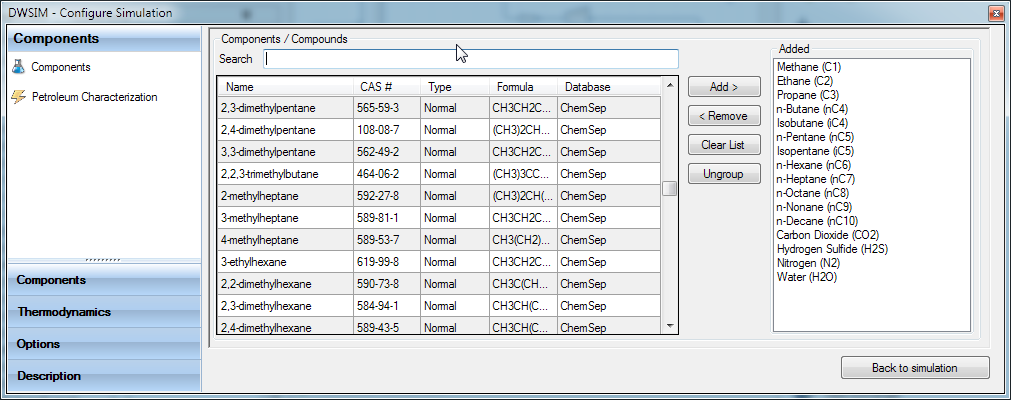 DWSIM - Configure Simulation
Components
Components
Petroleum Characterization
Components
Thermodynamics
Options
Description
Components / Compounds
Search
Name CAS # Type Formula Database
2,3-dimethylpentane 565-59-3 Normal CH3CH2C... ChemSep
2,4-dimethylpentane 108-08-7 Normal (CH3)2CH... ChemSep
3,3-dimethylpentane 562-49-2 Normal CH3CH2C... ChemSep
2,2,3-trimethylbutane 464-06-2 Normal (CH3)3CC... ChemSep
2-methylheptane 592-27-8 Normal (CH3)2CH(... ChemSep
3-methylheptane 589-81-1 Normal CH3CH2C... ChemSep
4-methylheptane 589-53-7 Normal CH3(CH2)... ChemSep
3-ethylhexane 619-99-8 Normal CH3CH2C... ChemSep
2,2-dimethylhexane 590-73-8 Normal CH3C(CH... ChemSep
2,3-dimethylhexane 584-94-1 Normal CH3CH(C... ChemSep
2,4-dimethylhexane 589-43-5 Normal CH3CH(C... ChemSep
Add >
< Remove
Clear List
Ungroup
Added
Methane (C1)
Ethane (C2)
Propane (C3)
n-Butane (nC4)
Isobutane (iC4)
n-Pentane (nC5)
Isopentane (iC5)
n-Hexane (nC6)
n-Heptane (nC7)
n-Octane (nC8)
n-Nonane (nC9)
n-Decane (nC10)
Carbon Dioxide (CO2)
Hydrogen Sulfide (H2S)
Nitrogen (N2)
Water (H2O)
Back to simulation